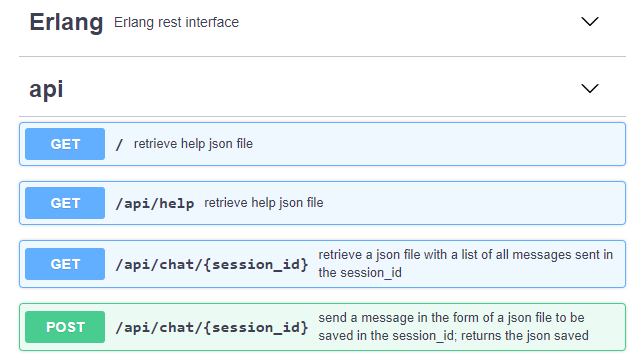 Erlang Erlang rest interface
api
GET / retrieve help json file
GET /api/help retrieve help json file
GET /api/chat/{session_id} retrieve a json file with a list of all messages sent in
the session_id
POST /api/chat/{session_id} send a message in the form of a json file to be
saved in the session_id; returns the json saved